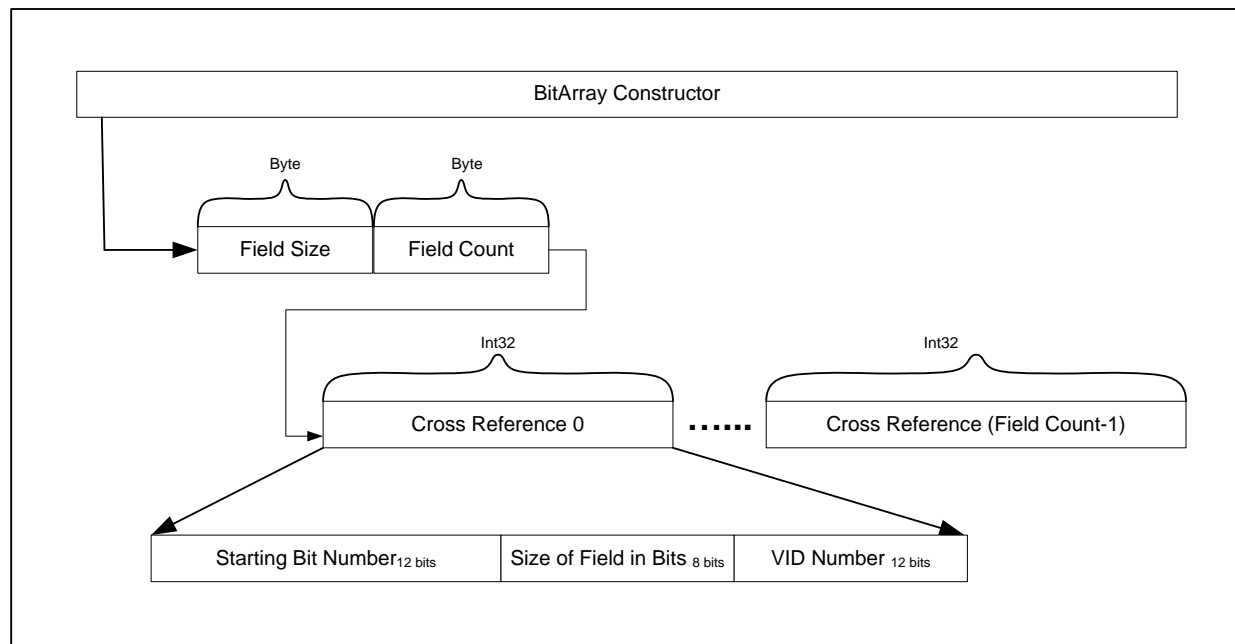 BitArray Constructor
Byte Byte
Field Size Field Count
Int32 Int32
Cross Reference 0 ...... Cross Reference (Field Count-1)
Starting Bit Number12 bits Size of Field in Bits 8 bits VID Number 12 bits